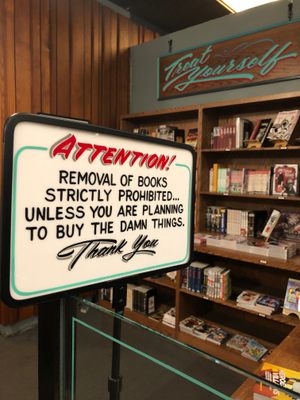 Treat
Yourself
ATTENTION!
REMOVAL OF BOOKS
STRICTLY PROHIBITED...
UNLESS YOU ARE PLANNING
TO BUY THE DAMN THINGS.
Thank You